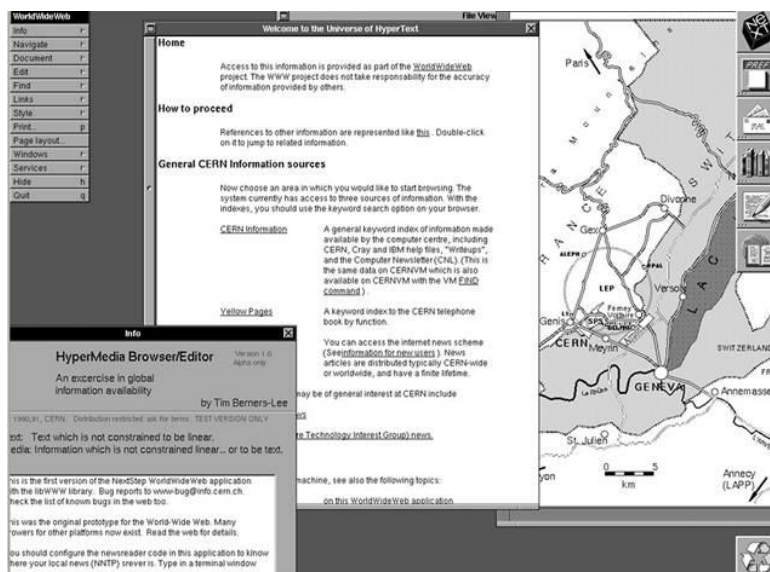 WorldWideWeb
Info r
Navigate r
Document r
Edit r
Find r
Links r
Style r
Print... p
Page layout...
Windows r
Services r
Hide h
Quit q
File View
Welcome to the Universe of HyperText
Home
Access to this information is provided as part of the WorldWideWeb
project. The WWW project does not take responsibility for the accuracy
of information provided by others.
How to proceed
References to other information are represented like this . Double-click
on it to jump to related information.
General CERN Information sources
Now choose an area in which you would like to start browsing. The
system currently has access to three sources of information. With the
indexes, you should use the keyword search option on your browser.
CERN Information
A general keyword index of information made
available by the computer centre, including
CERN, Cray and IBM help files, "Writeups",
and the Computer Newsletter (CNL). (This is
the same data on CERNVM which is also
available on CERNVM with the VM FIND
command ) .
Yellow Pages
A keyword index to the CERN telephone
book by function.
You can access the internet news scheme
(See information for new users ). News
articles are distributed typically CERN-wide
or worldwide, and have a finite lifetime.
may be of general interest at CERN include
Technology Interest Group) news.
machine, see also the following topics:
on this WorldWideWeb application
Info
HyperMedia Browser/Editor
Version 1.0
Alpha only
An excercise in global
information availability
by Tim Berners-Lee
1990,91, CERN. Distribution restricted: ask for terms. TEST VERSION ONLY
Text which is not constrained to be linear.
Information which is not constrained linear... or to be text.
is the first version of the NextStep WorldWideWeb application
the libWWW library. Bug reports to www-bug@info.cern.ch.
the list of known bugs in the web too.
was the original prototype for the World-Wide Web. Many
for other platforms now exist. Read the web for details.
should configure the newsreader code in this application to know
your local news (NNTP) srever is. Type in a terminal window
Paris
FRANCE
SWIT
Divonne
Gex
ALEPH
OPAL
LEP
LAC
Versoix
Ferney
Voltaire
SPS
DELPHI
CERN
Meyrin
SWITZERLAND
GENEVA
Annemasse
St. Julien
0 5
km
Annecy
(LAPP)
NeXT
PREF